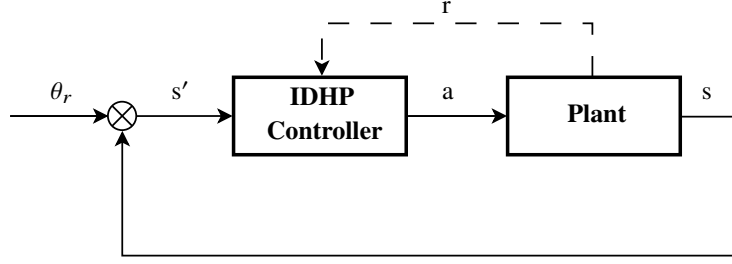 r
θ_r
s′
IDHP
Controller
a
Plant
s